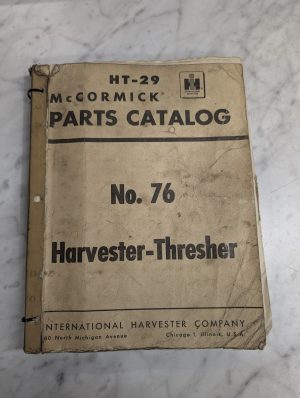 HT-29
McCORMICK
PARTS CATALOG
No. 76
Harvester-Thresher
INTERNATIONAL HARVESTER COMPANY
North Michigan Avenue Chicago 1, Illinois, U.S.A.